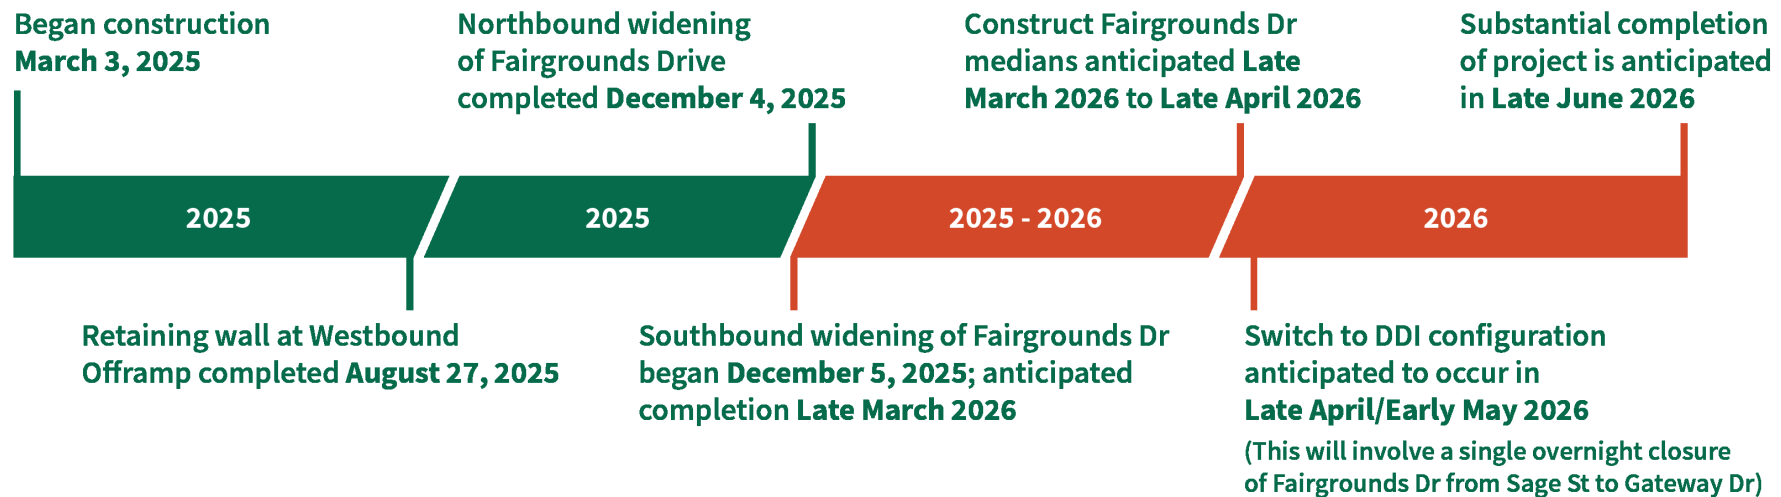 Began construction
March 3, 2025
Northbound widening
of Fairgrounds Drive
completed December 4, 2025
Construct Fairgrounds Dr
medians anticipated Late
March 2026 to Late April 2026
Substantial completion
of project is anticipated
in Late June 2026
2025
2025
2025 - 2026
2026
Retaining wall at Westbound
Offramp completed August 27, 2025
Southbound widening of Fairgrounds Dr
began December 5, 2025; anticipated
completion Late March 2026
Switch to DDI configuration
anticipated to occur in
Late April/Early May 2026
(This will involve a single overnight closure
of Fairgrounds Dr from Sage St to Gateway Dr)